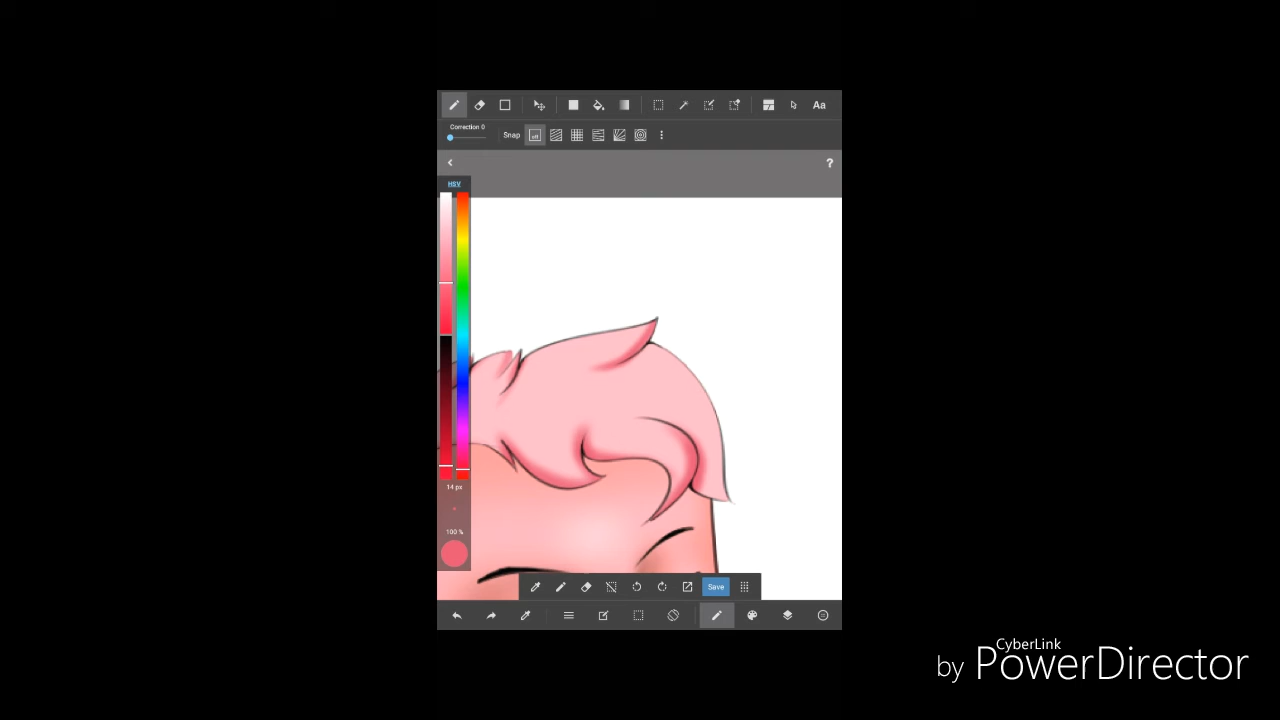 Aa
Correction 0
Snap
?
HSV
14 px
100 %
Save
CyberLink
by PowerDirector